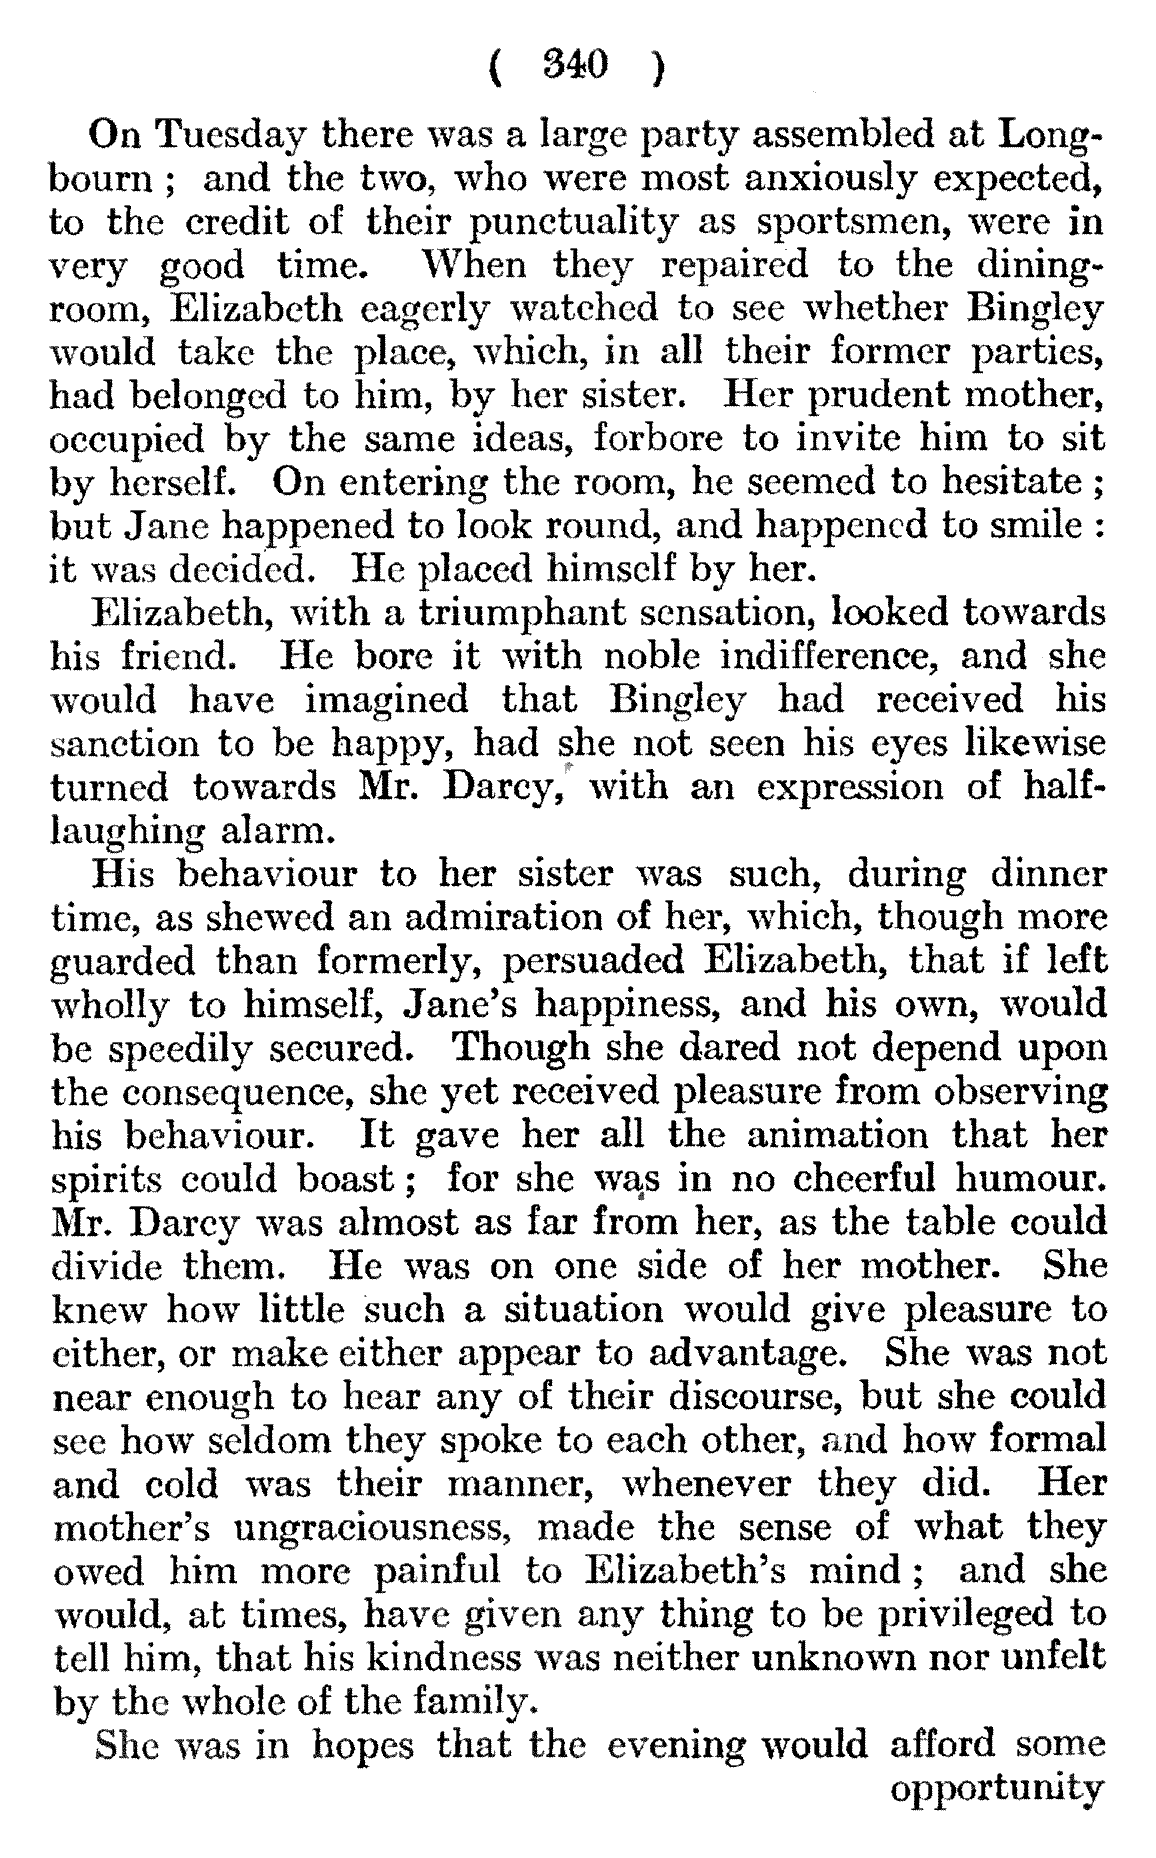 ( 340 )
On Tuesday there was a large party assembled at Long-
bourn ; and the two, who were most anxiously expected,
to the credit of their punctuality as sportsmen, were in
very good time. When they repaired to the dining-
room, Elizabeth eagerly watched to see whether Bingley
would take the place, which, in all their former parties,
had belonged to him, by her sister. Her prudent mother,
occupied by the same ideas, forbore to invite him to sit
by herself. On entering the room, he seemed to hesitate ;
but Jane happened to look round, and happened to smile :
it was decided. He placed himself by her.
Elizabeth, with a triumphant sensation, looked towards
his friend. He bore it with noble indifference, and she
would have imagined that Bingley had received his
sanction to be happy, had she not seen his eyes likewise
turned towards Mr. Darcy, with an expression of half-
laughing alarm.
His behaviour to her sister was such, during dinner
time, as shewed an admiration of her, which, though more
guarded than formerly, persuaded Elizabeth, that if left
wholly to himself, Jane's happiness, and his own, would
be speedily secured. Though she dared not depend upon
the consequence, she yet received pleasure from observing
his behaviour. It gave her all the animation that her
spirits could boast ; for she was in no cheerful humour.
Mr. Darcy was almost as far from her, as the table could
divide them. He was on one side of her mother. She
knew how little such a situation would give pleasure to
either, or make either appear to advantage. She was not
near enough to hear any of their discourse, but she could
see how seldom they spoke to each other, and how formal
and cold was their manner, whenever they did. Her
mother's ungraciousness, made the sense of what they
owed him more painful to Elizabeth's mind ; and she
would, at times, have given any thing to be privileged to
tell him, that his kindness was neither unknown nor unfelt
by the whole of the family.
She was in hopes that the evening would afford some
opportunity